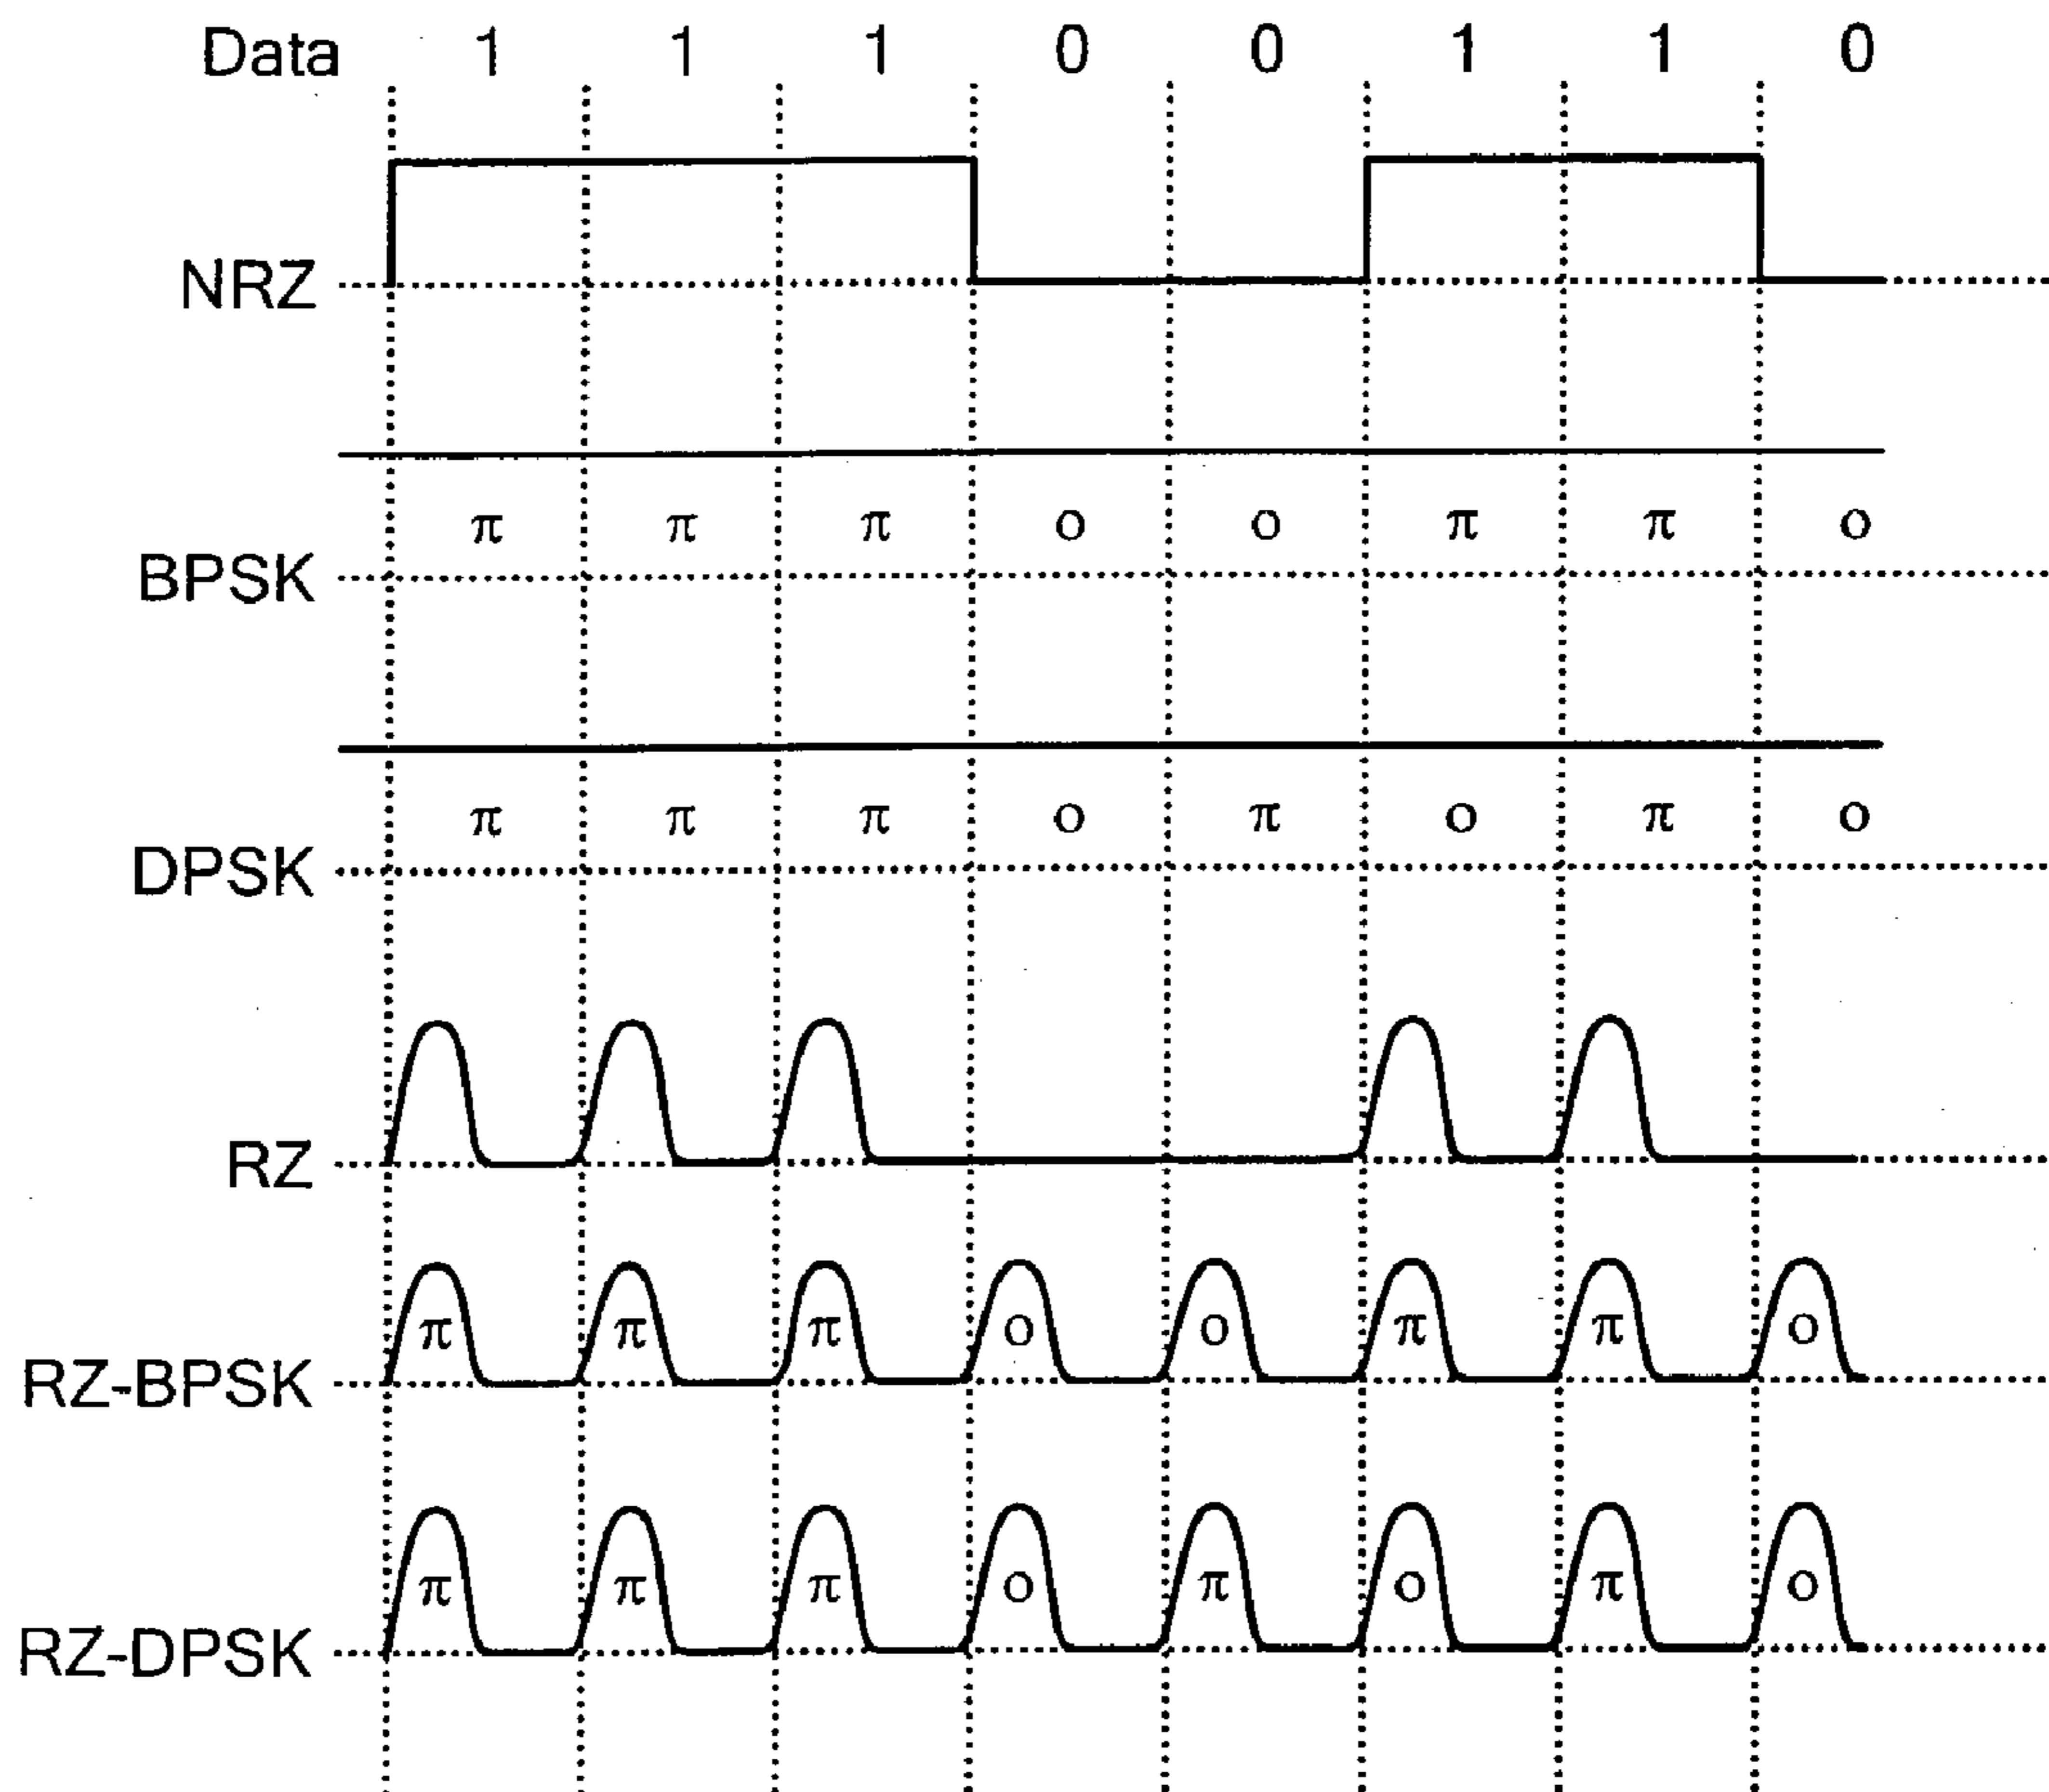 Data 1 1 1 0 0 1 1 0
NRZ
π π π o o π π o
BPSK
π π π o π o π o
DPSK
RZ
π π π o o π π o
RZ-BPSK
π π π o π o π o
RZ-DPSK